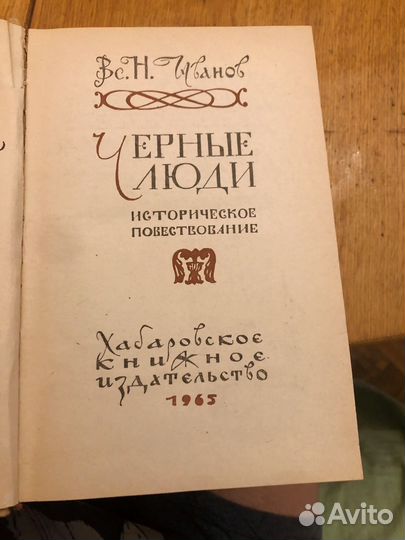 Вс. Н. Иванов
ЧЕРНЫЕ
ЛЮДИ
ИСТОРИЧЕСКОЕ
ПОВЕСТВОВАНИЕ
Хабаровское
книжное
издательство
1965
Avito